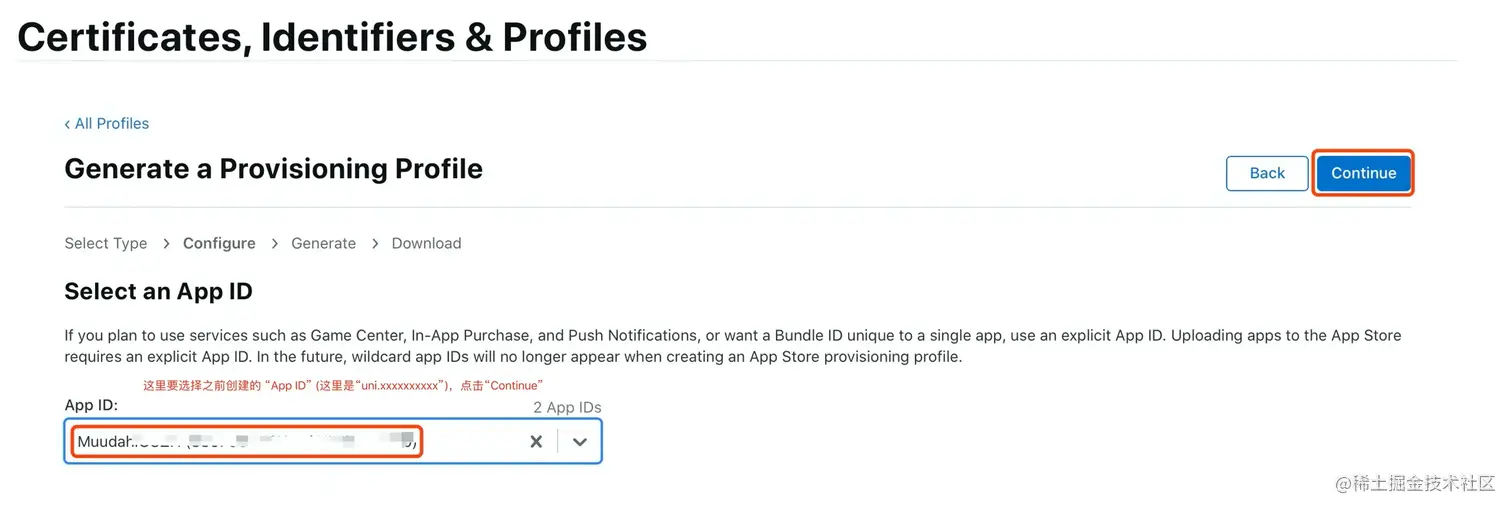 Certificates, Identifiers & Profiles
‹ All Profiles
Generate a Provisioning Profile
Back
Continue
Select Type > Configure > Generate > Download
Select an App ID
If you plan to use services such as Game Center, In-App Purchase, and Push Notifications, or want a Bundle ID unique to a single app, use an explicit App ID. Uploading apps to the App Store
requires an explicit App ID. In the future, wildcard app IDs will no longer appear when creating an App Store provisioning profile.
这里要选择之前创建的 “App ID” (这里是“uni.xxxxxxxxxx”)，点击“Continue”
App ID:
2 App IDs
@稀土掘金技术社区